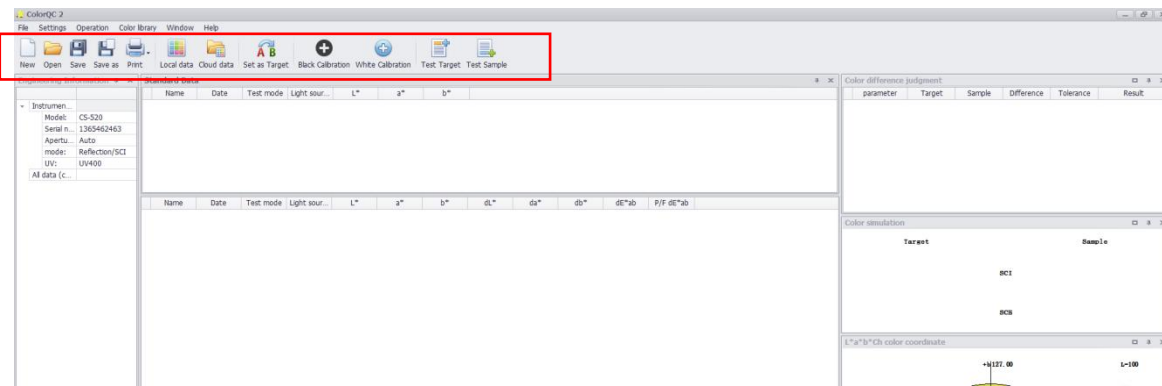 ColorQC 2
File Settings Operation Color library Window Help
New Open Save Save as Print Local data Cloud data Set as Target Black Calibration White Calibration Test Target Test Sample
Engineering Information
Standard Data
Name Date Test mode Light sour... L* a* b*
Instrumen...
Model: CS-520
Serial n... 1365462463
Apertu... Auto
mode: Reflection/SCI
UV: UV400
All data (c...
Name Date Test mode Light sour... L* a* b* dL* da* db* dE*ab P/F dE*ab
Color difference judgment
parameter Target Sample Difference Tolerance Result
Color simulation
Target Sample
SCI
SCE
L*a*b*Ch color coordinate
+b127.00 L=100